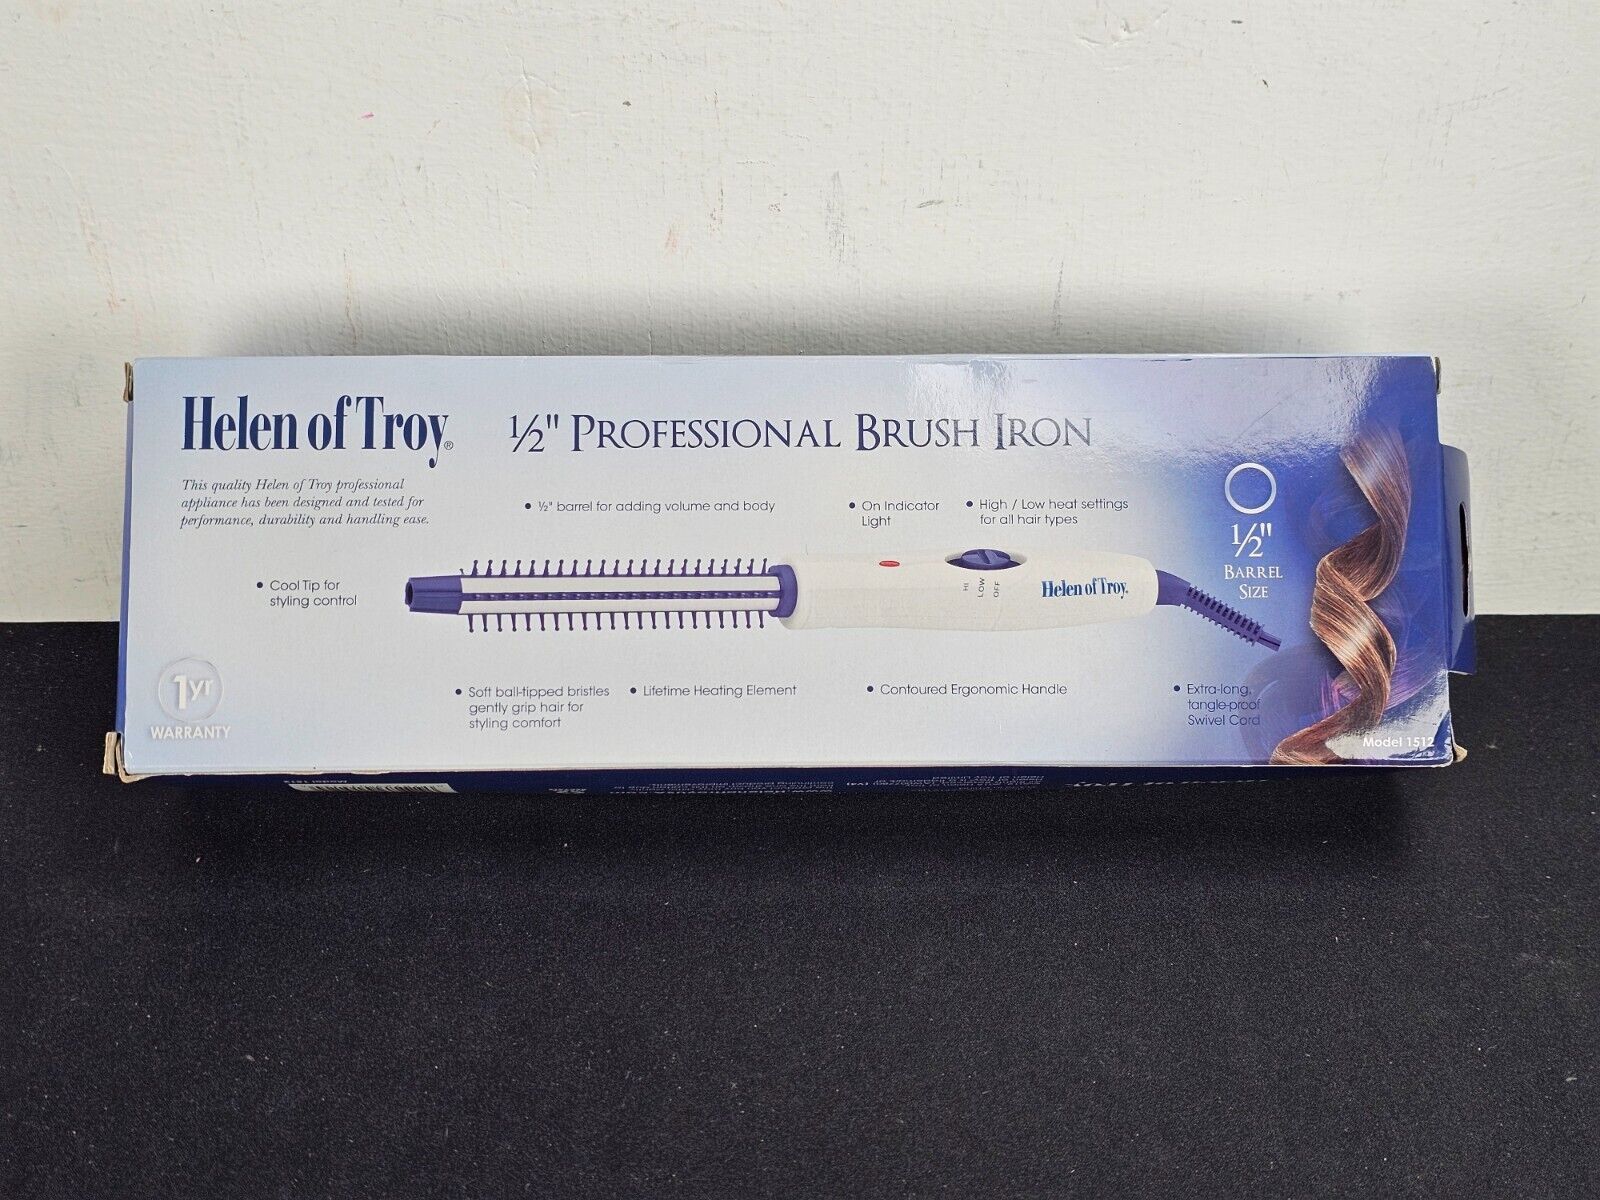 Helen of Troy®
½" PROFESSIONAL BRUSH IRON
This quality Helen of Troy professional
appliance has been designed and tested for
performance, durability and handling ease.
• ½" barrel for adding volume and body
• On Indicator
Light
• High / Low heat settings
for all hair types
½"
BARREL
SIZE
• Cool Tip for
styling control
HI
LOW
OFF
Helen of Troy®
1yr
WARRANTY
• Soft ball-tipped bristles
gently grip hair for
styling comfort
• Lifetime Heating Element
• Contoured Ergonomic Handle
• Extra-long,
tangle-proof
Swivel Cord
Model 1512
Model 1512